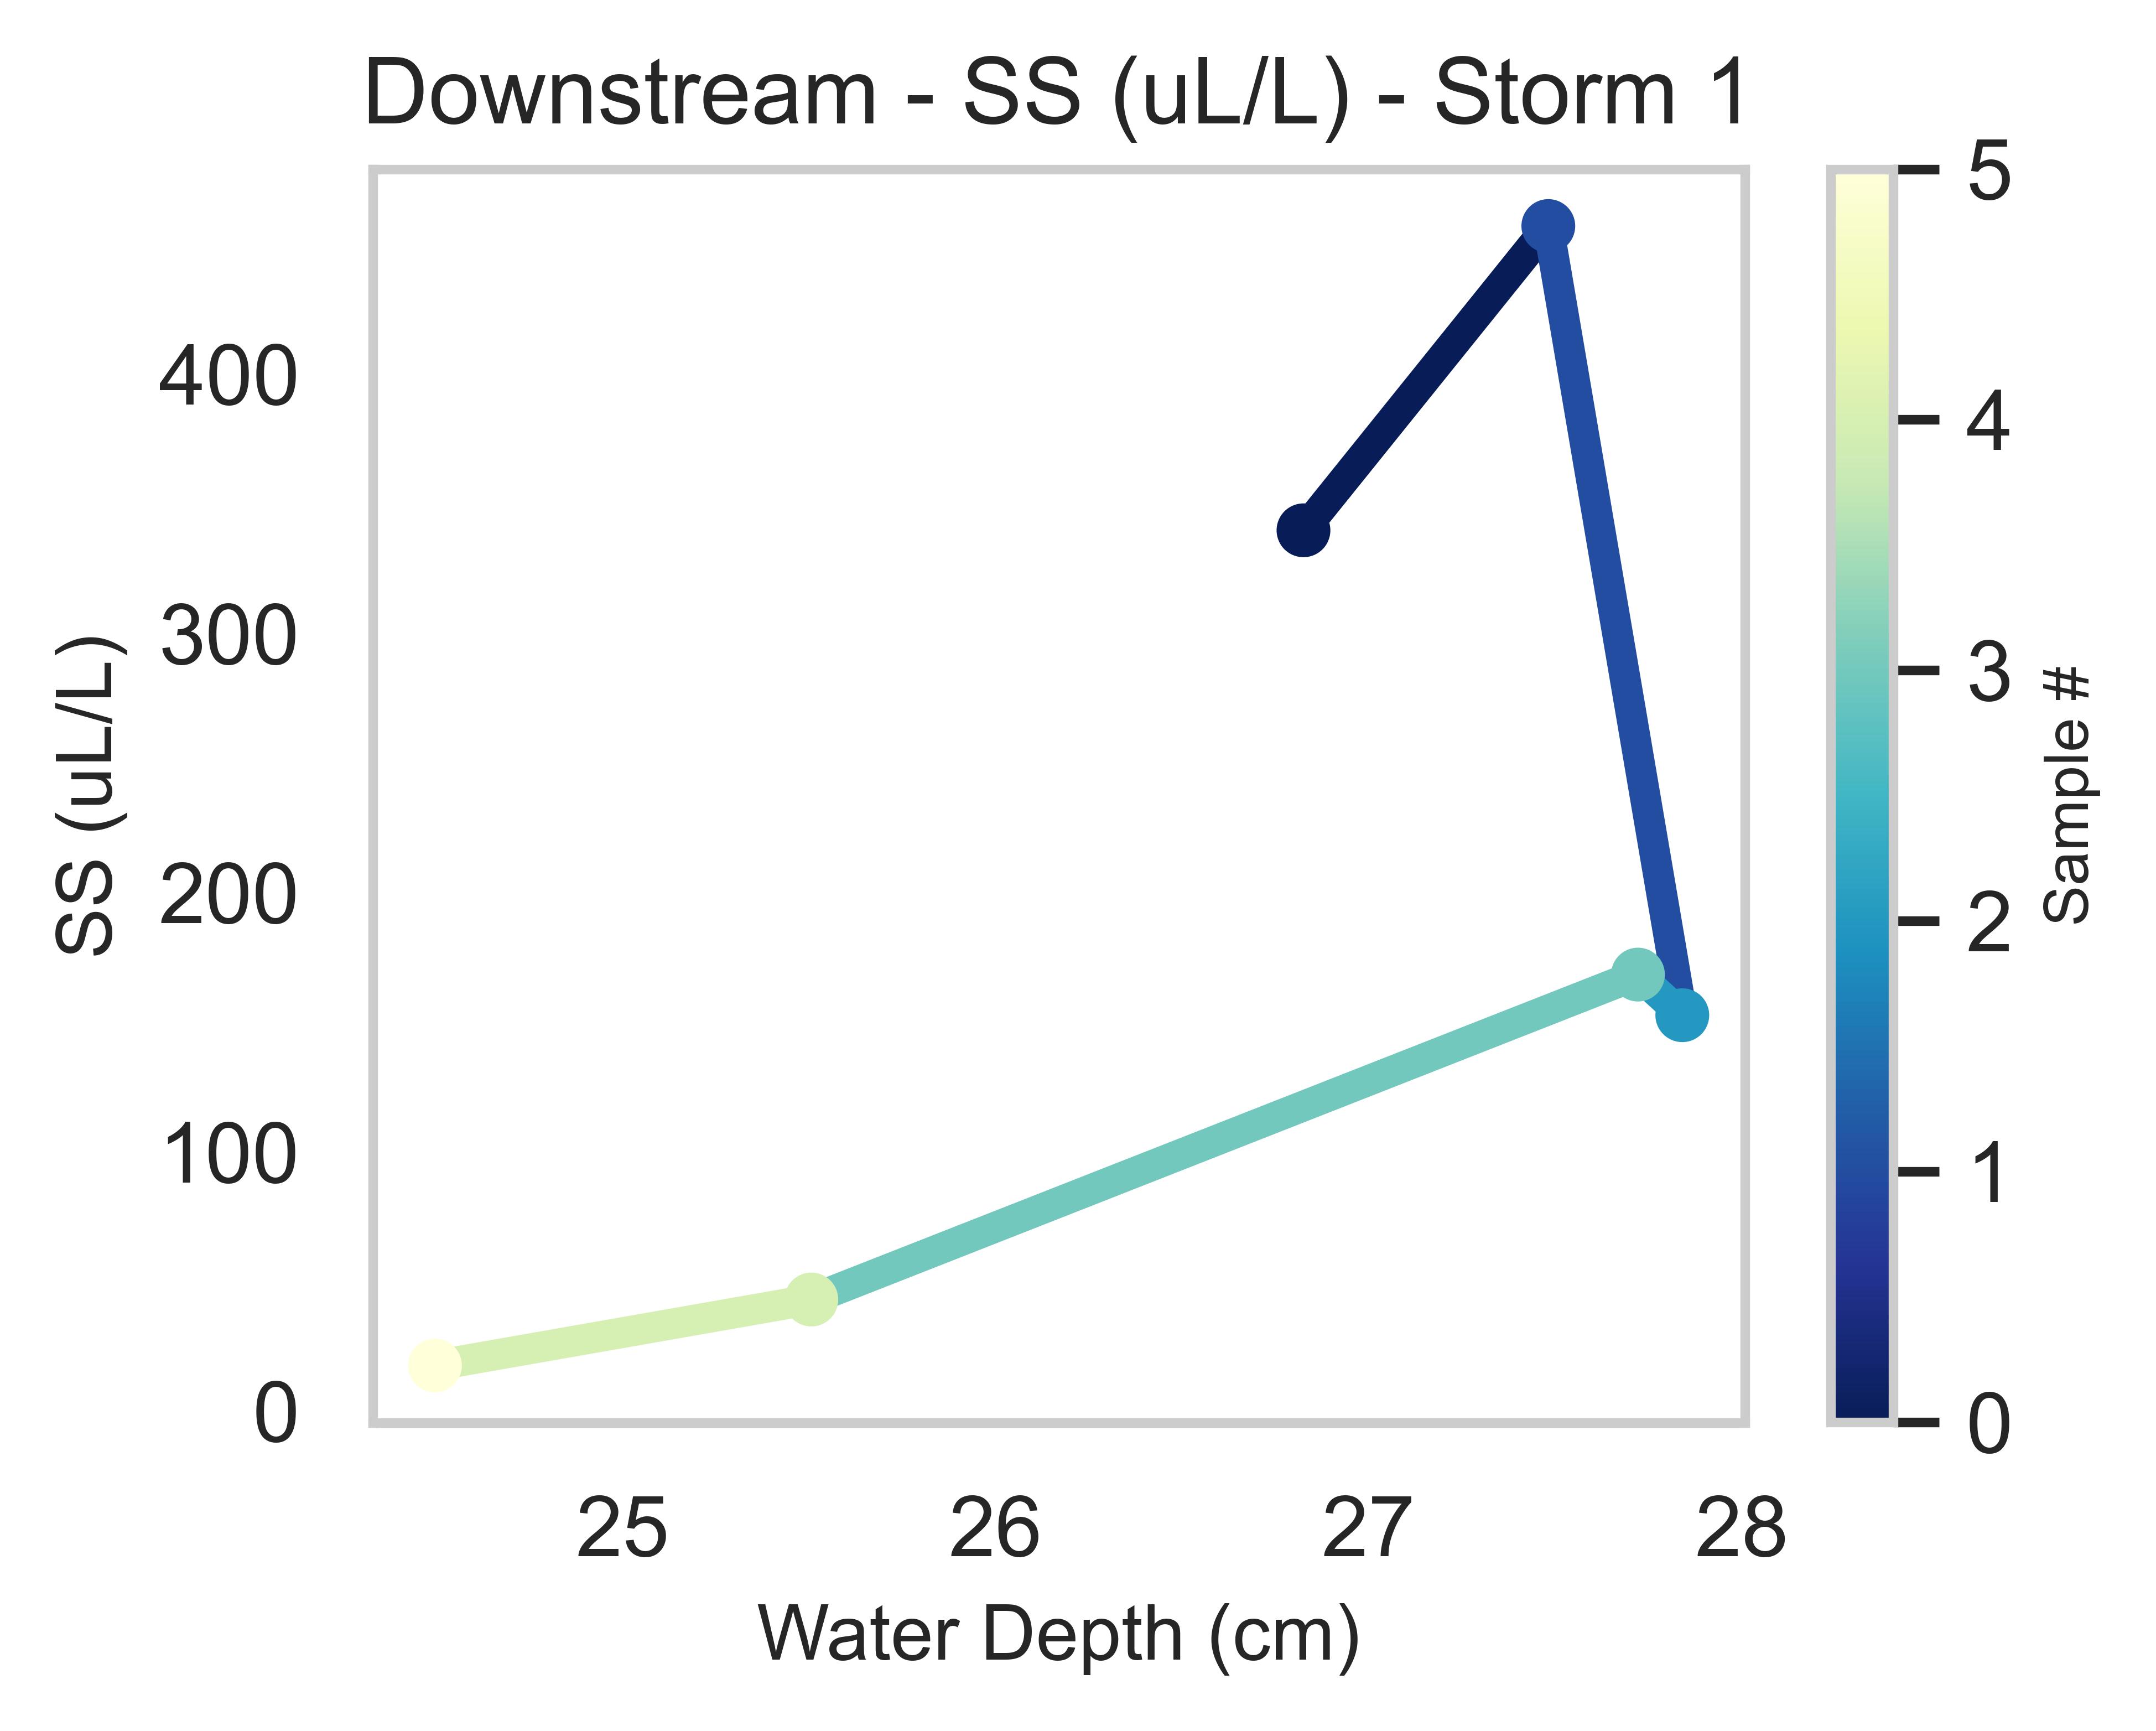 Downstream - SS (uL/L) - Storm 1
SS (uL/L)
400
300
200
100
0
25 26 27 28
Water Depth (cm)
5
4
3
2
1
0
Sample #